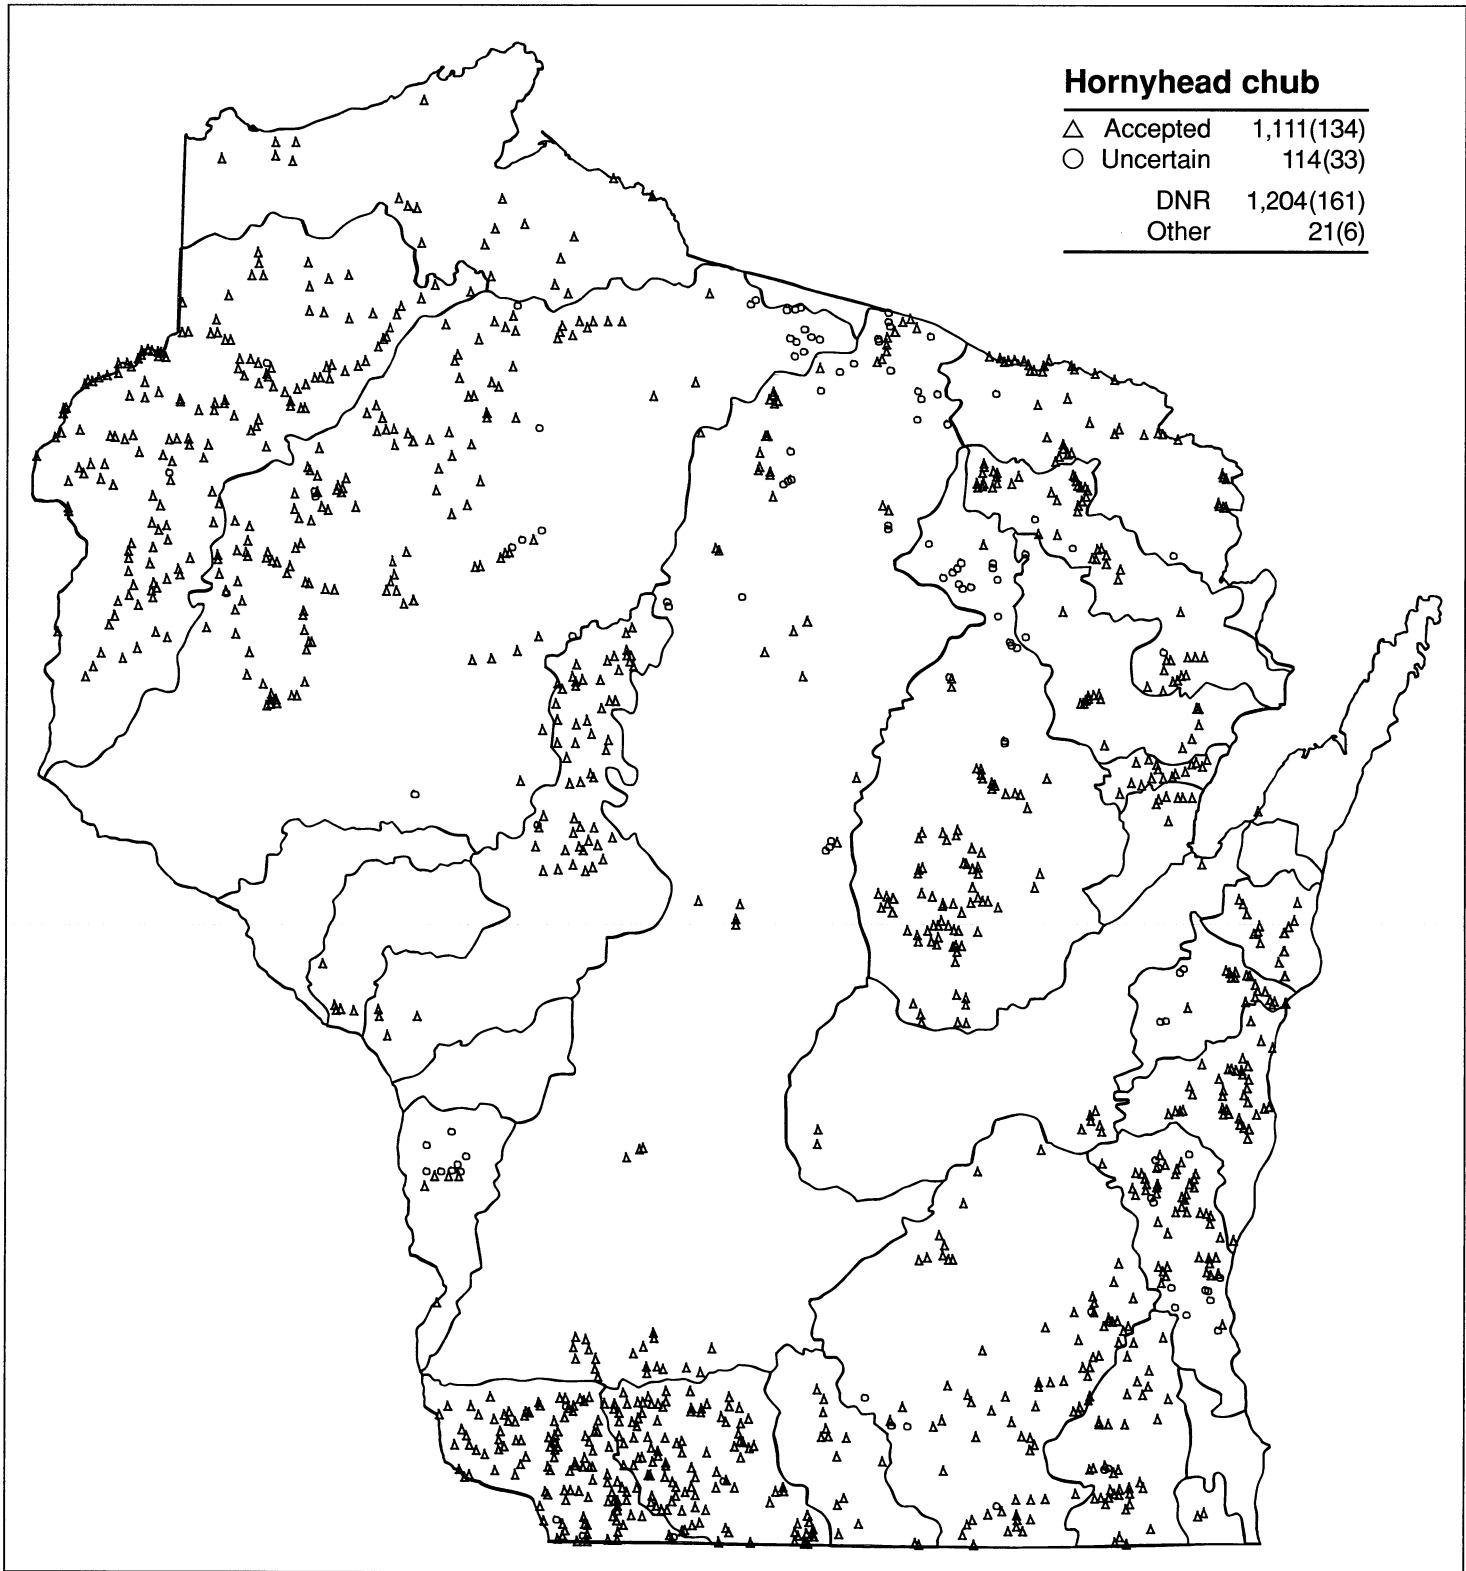 Hornyhead chub
△ Accepted 1,111(134)
○ Uncertain 114(33)
DNR 1,204(161)
Other 21(6)